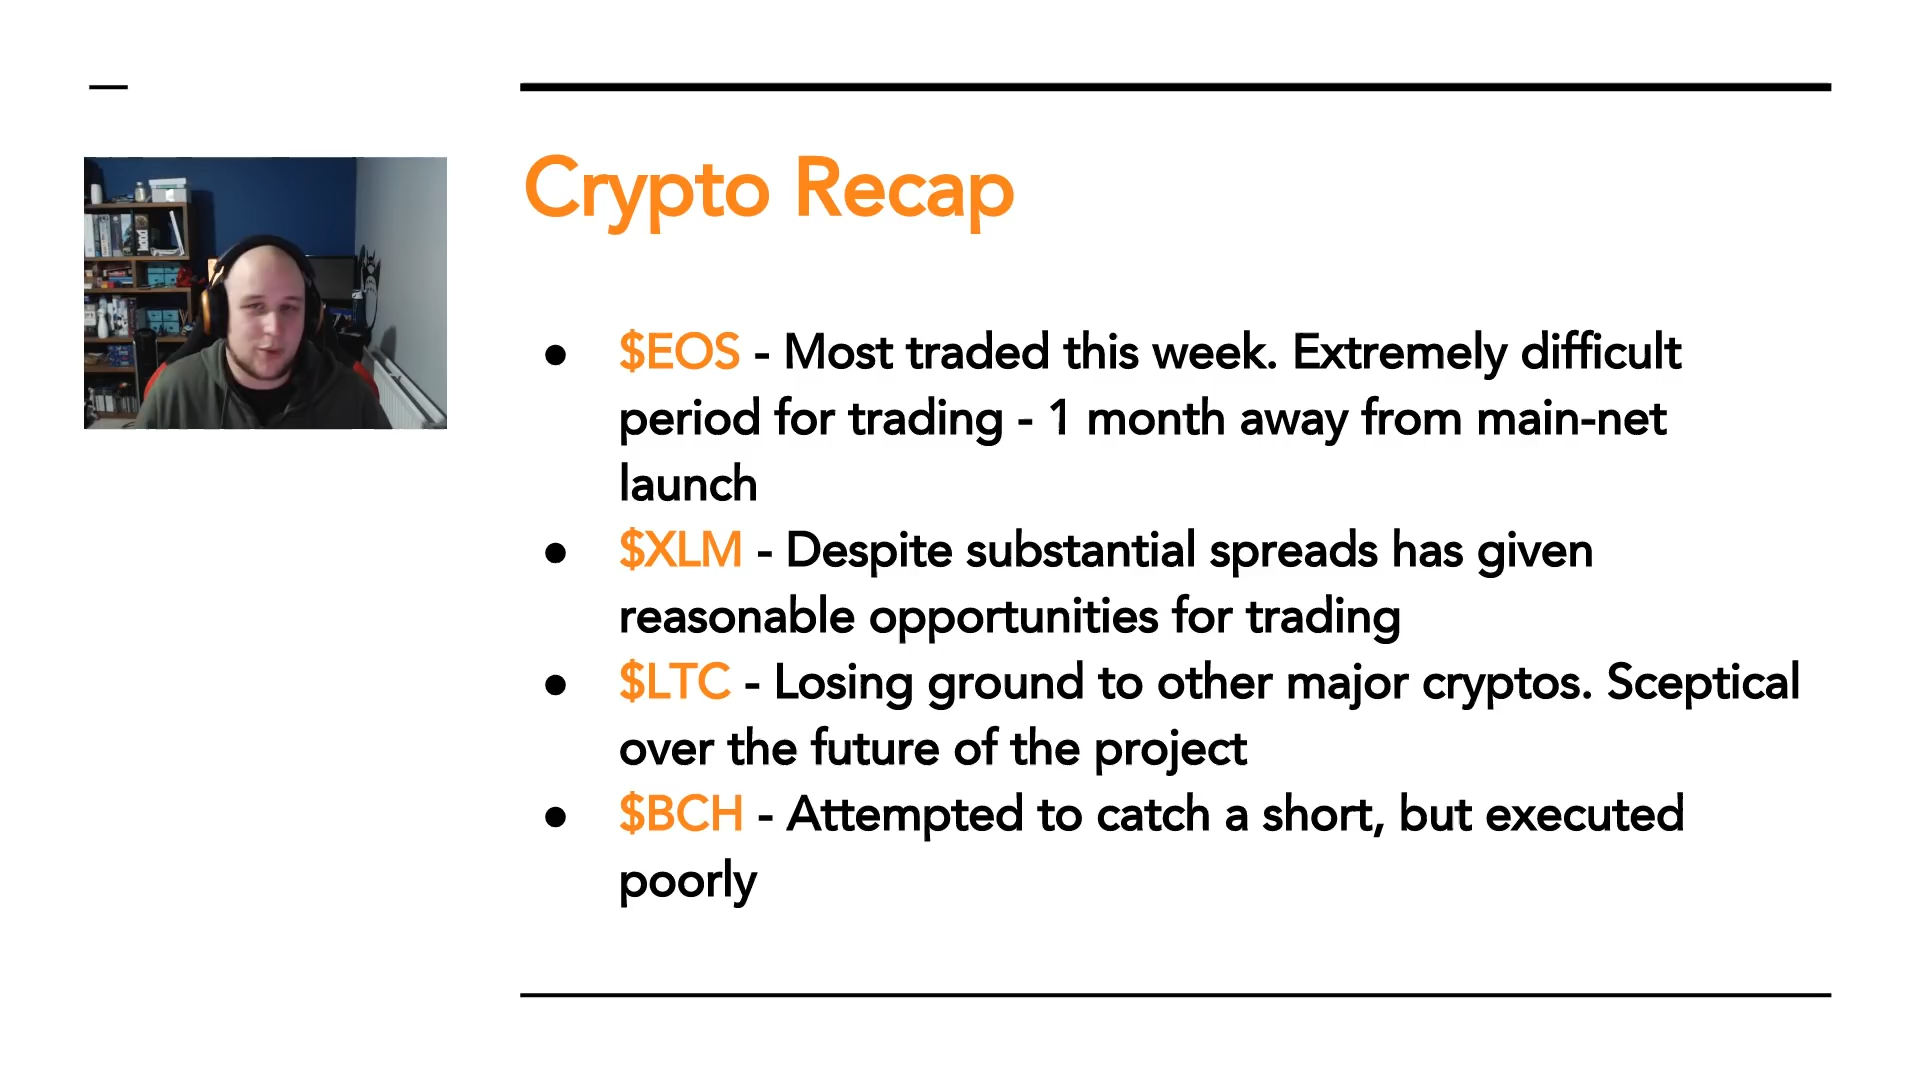 Crypto Recap
● $EOS - Most traded this week. Extremely difficult
period for trading - 1 month away from main-net
launch
● $XLM - Despite substantial spreads has given
reasonable opportunities for trading
● $LTC - Losing ground to other major cryptos. Sceptical
over the future of the project
● $BCH - Attempted to catch a short, but executed
poorly